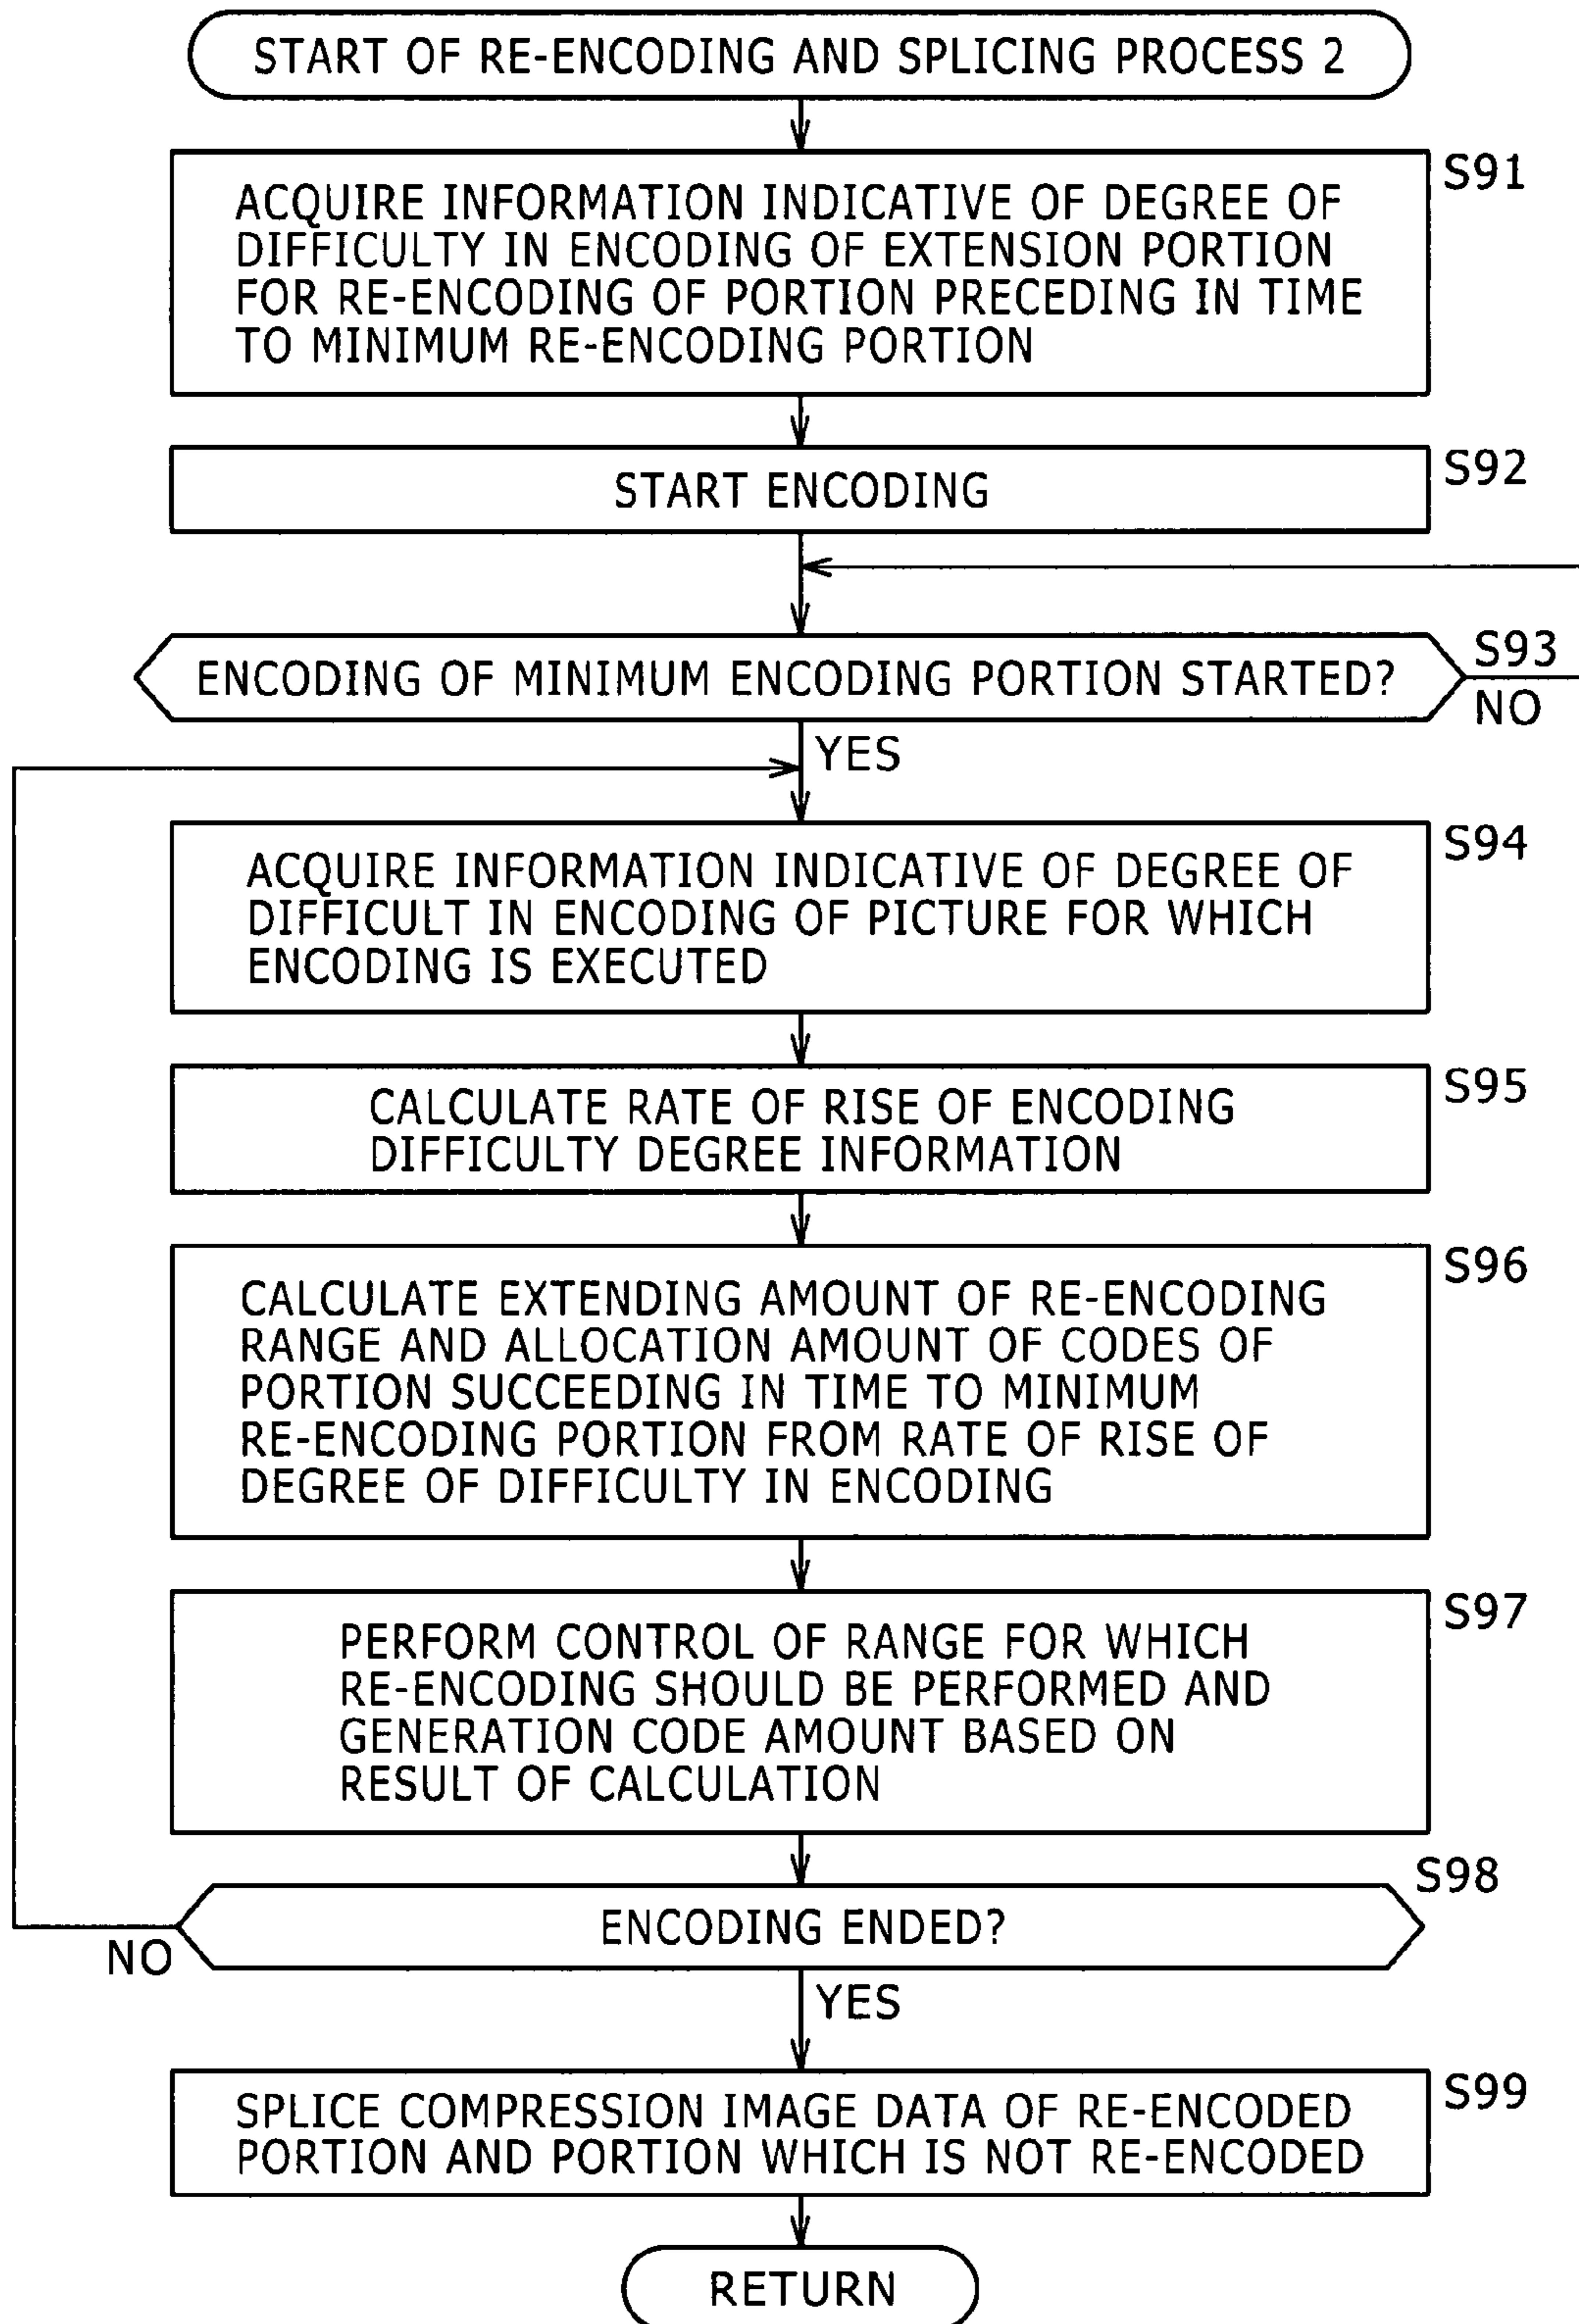 START OF RE-ENCODING AND SPLICING PROCESS 2
S91
ACQUIRE INFORMATION INDICATIVE OF DEGREE OF
DIFFICULTY IN ENCODING OF EXTENSION PORTION
FOR RE-ENCODING OF PORTION PRECEDING IN TIME
TO MINIMUM RE-ENCODING PORTION
S92
START ENCODING
S93
ENCODING OF MINIMUM ENCODING PORTION STARTED?
NO
YES
S94
ACQUIRE INFORMATION INDICATIVE OF DEGREE OF
DIFFICULT IN ENCODING OF PICTURE FOR WHICH
ENCODING IS EXECUTED
S95
CALCULATE RATE OF RISE OF ENCODING
DIFFICULTY DEGREE INFORMATION
S96
CALCULATE EXTENDING AMOUNT OF RE-ENCODING
RANGE AND ALLOCATION AMOUNT OF CODES OF
PORTION SUCCEEDING IN TIME TO MINIMUM
RE-ENCODING PORTION FROM RATE OF RISE OF
DEGREE OF DIFFICULTY IN ENCODING
S97
PERFORM CONTROL OF RANGE FOR WHICH
RE-ENCODING SHOULD BE PERFORMED AND
GENERATION CODE AMOUNT BASED ON
RESULT OF CALCULATION
S98
ENCODING ENDED?
NO
YES
S99
SPLICE COMPRESSION IMAGE DATA OF RE-ENCODED
PORTION AND PORTION WHICH IS NOT RE-ENCODED
RETURN